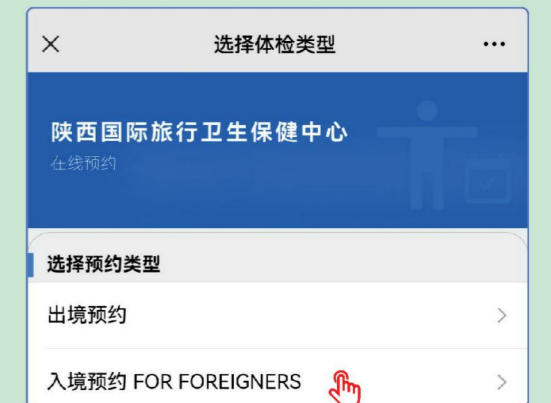 选择体检类型
陕西国际旅行卫生保健中心
在线预约
选择预约类型
出境预约
入境预约 FOR FOREIGNERS